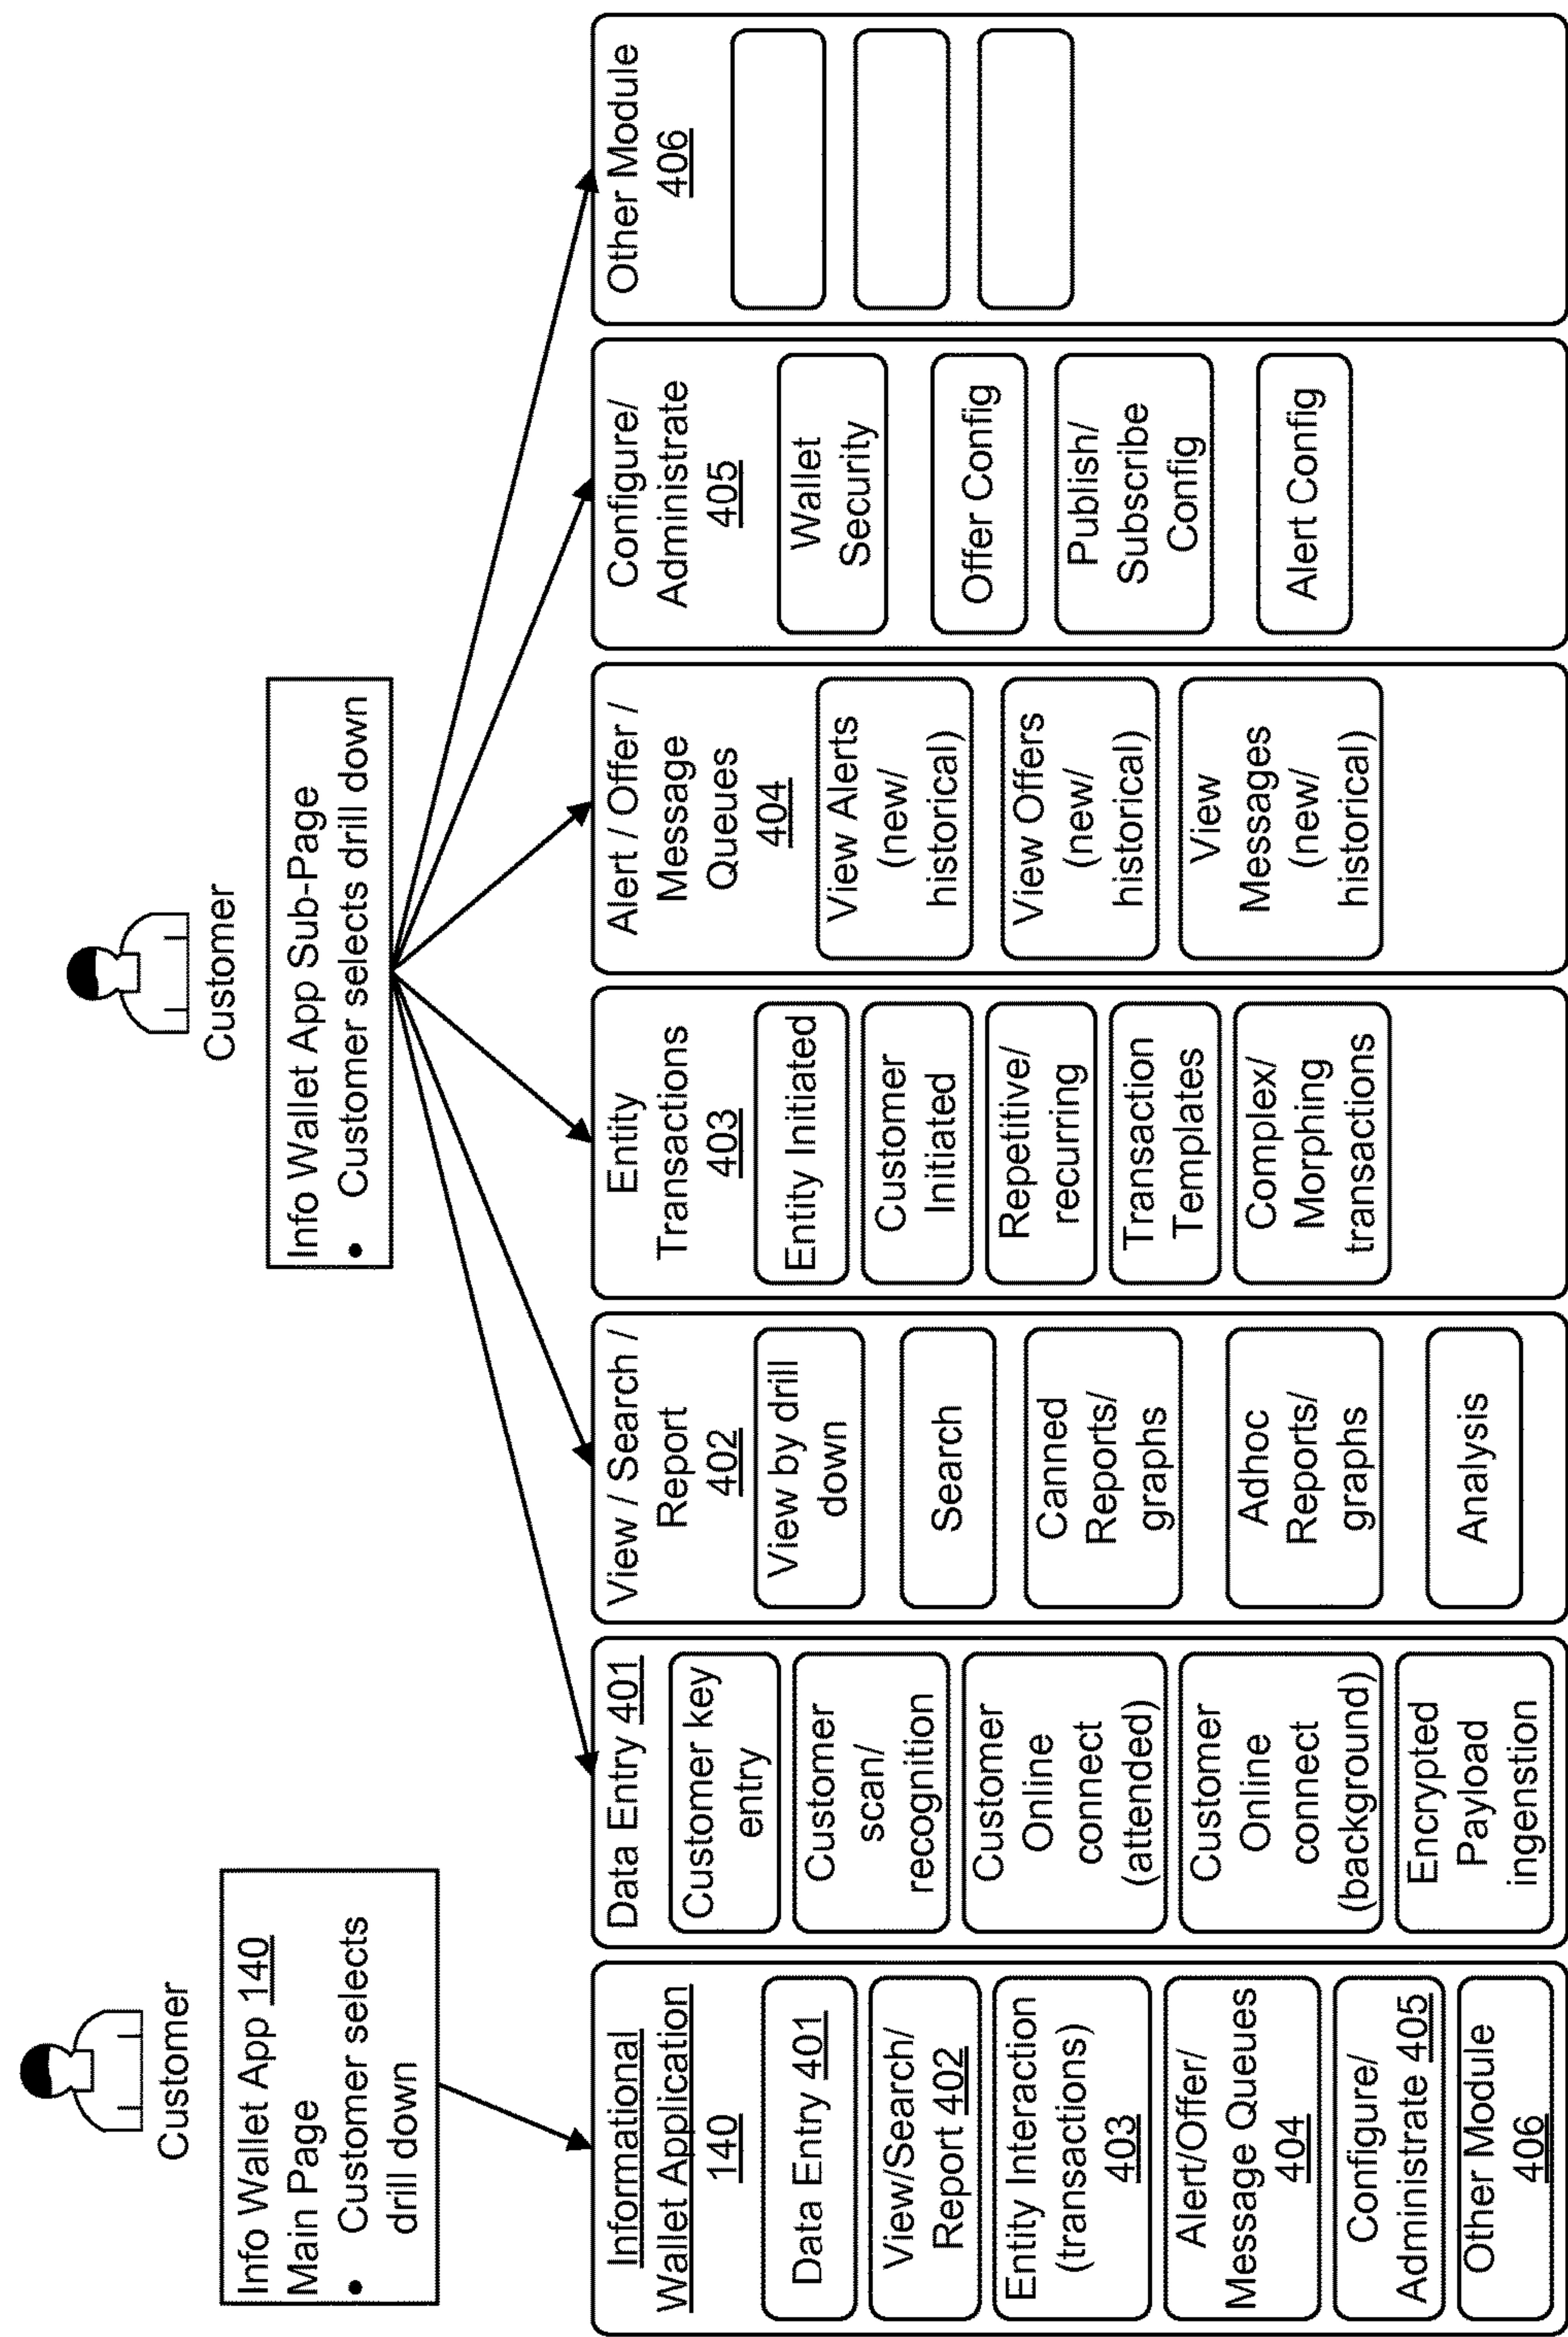 Customer
Info Wallet App 140
Main Page
• Customer selects
drill down
Customer
Info Wallet App Sub-Page
• Customer selects drill down
Informational
Wallet Application
140
Data Entry 401
View/Search/
Report 402
Entity Interaction
(transactions)
403
Alert/Offer/
Message Queues
404
Configure/
Administrate 405
Other Module
406
Data Entry 401
Customer key
entry
Customer
scan/
recognition
Customer
Online
connect
(attended)
Customer
Online
connect
(background)
Encrypted
Payload
ingenstion
View / Search /
Report
402
View by drill
down
Search
Canned
Reports/
graphs
Adhoc
Reports/
graphs
Analysis
Entity
Transactions
403
Entity Initiated
Customer
Initiated
Repetitive/
recurring
Transaction
Templates
Complex/
Morphing
transactions
Alert / Offer /
Message
Queues
404
View Alerts
(new/
historical)
View Offers
(new/
historical)
View
Messages
(new/
historical)
Configure/
Administrate
405
Wallet
Security
Offer Config
Publish/
Subscribe
Config
Alert Config
Other Module
406